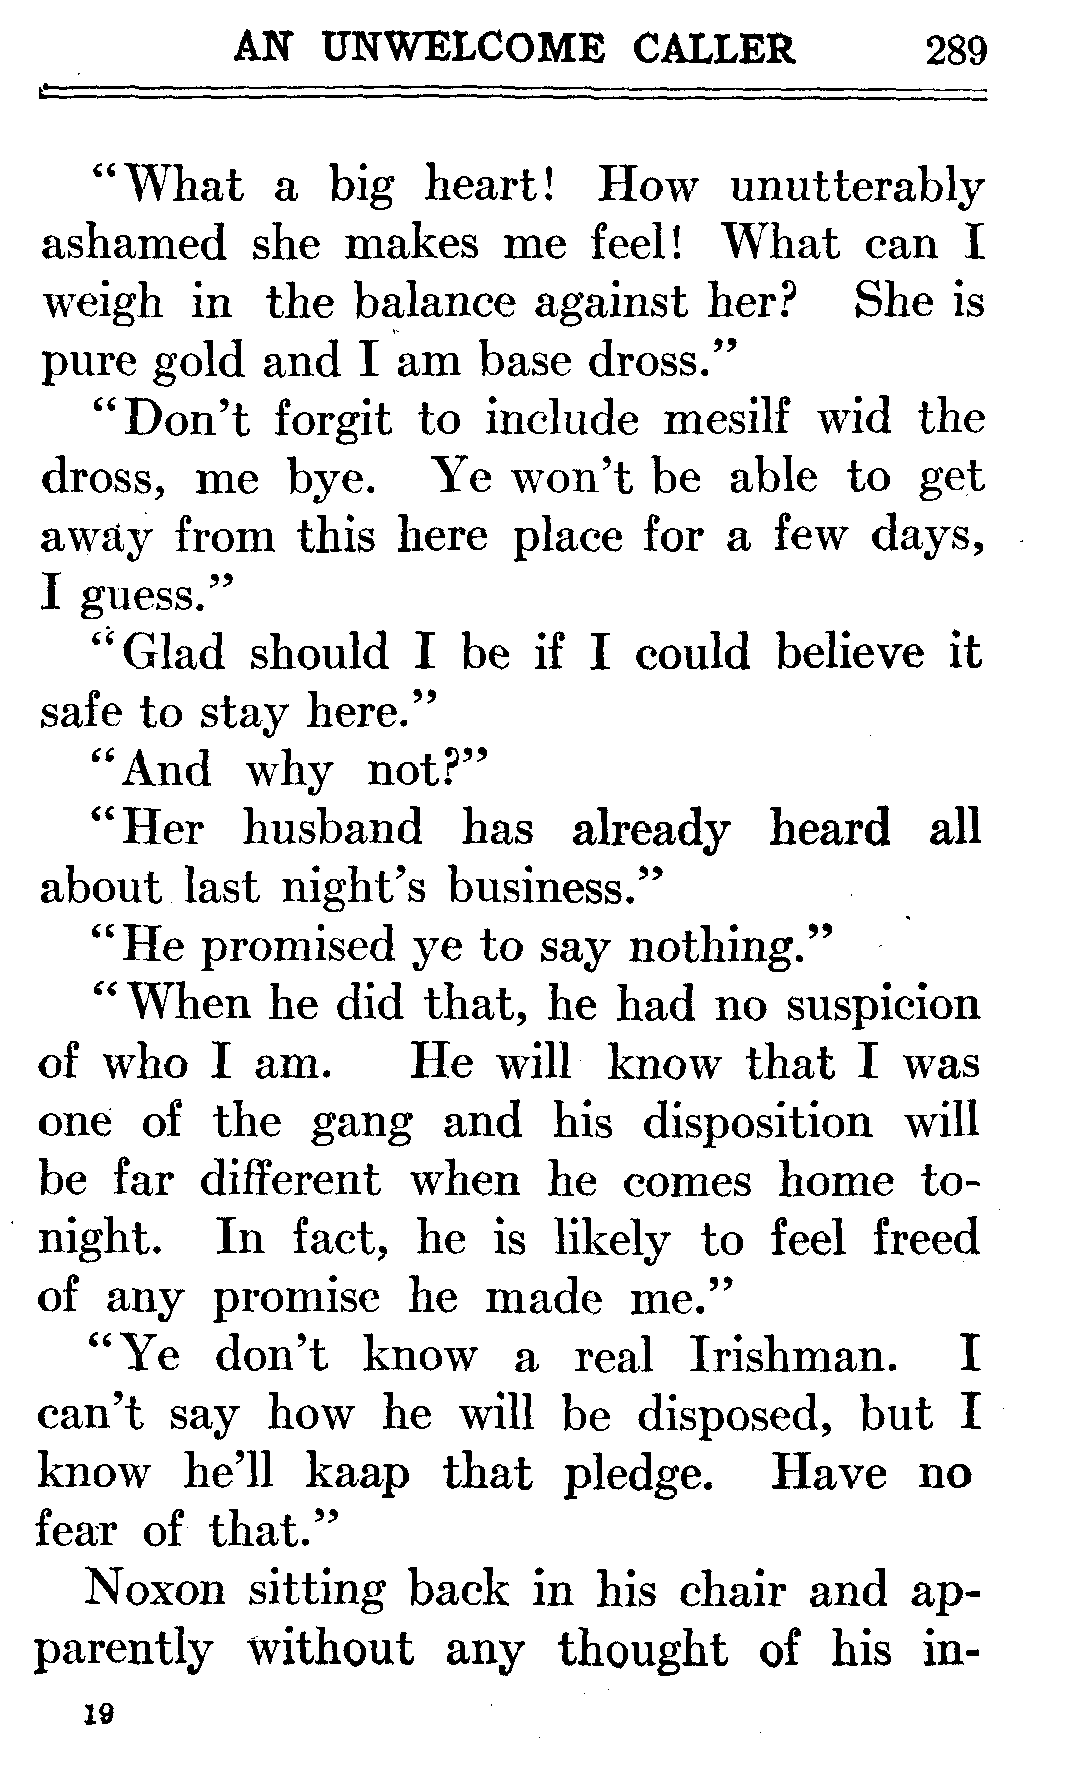 AN UNWELCOME CALLER 289
"What a big heart! How unutterably
ashamed she makes me feel! What can I
weigh in the balance against her? She is
pure gold and I am base dross."
"Don't forgit to include mesilf wid the
dross, me bye. Ye won't be able to get
away from this here place for a few days,
I guess."
"Glad should I be if I could believe it
safe to stay here."
"And why not?"
"Her husband has already heard all
about last night's business."
"He promised ye to say nothing."
"When he did that, he had no suspicion
of who I am. He will know that I was
one of the gang and his disposition will
be far different when he comes home to-
night. In fact, he is likely to feel freed
of any promise he made me."
"Ye don't know a real Irishman. I
can't say how he will be disposed, but I
know he'll kaap that pledge. Have no
fear of that."
Noxon sitting back in his chair and ap-
parently without any thought of his in-
19